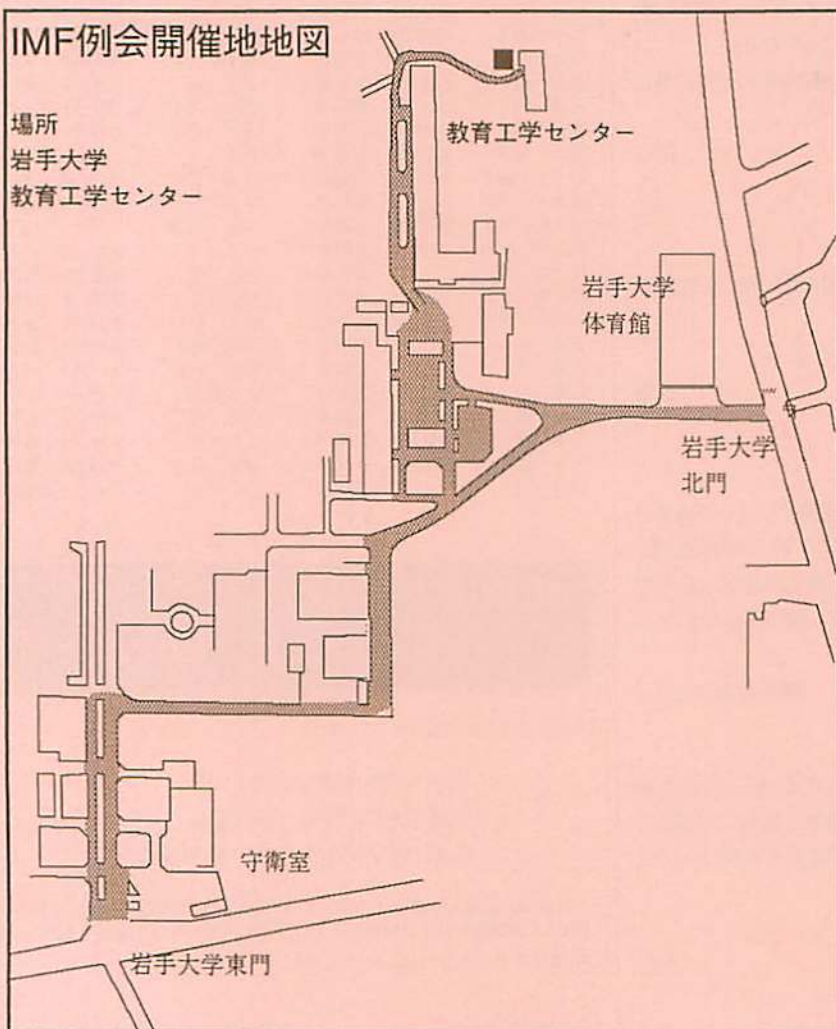 IMF例会開催地地図
場所
岩手大学
教育工学センター
教育工学センター
岩手大学
体育館
岩手大学
北門
守衛室
岩手大学東門